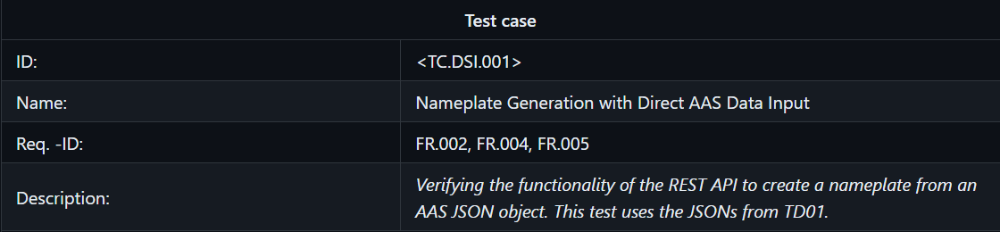 Test case
ID: <TC.DSI.001>
Name: Nameplate Generation with Direct AAS Data Input
Req. -ID: FR.002, FR.004, FR.005
Description: Verifying the functionality of the REST API to create a nameplate from an
AAS JSON object. This test uses the JSONs from TD01.